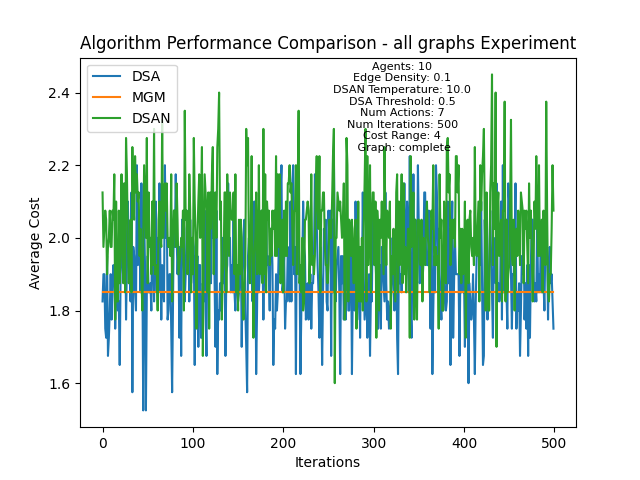 Algorithm Performance Comparison - all graphs Experiment
DSA
MGM
DSAN
Agents: 10
Edge Density: 0.1
DSAN Temperature: 10.0
DSA Threshold: 0.5
Num Actions: 7
Num Iterations: 500
Cost Range: 4
Graph: complete
Average Cost
2.4
2.2
2.0
1.8
1.6
0
100
200
300
400
500
Iterations